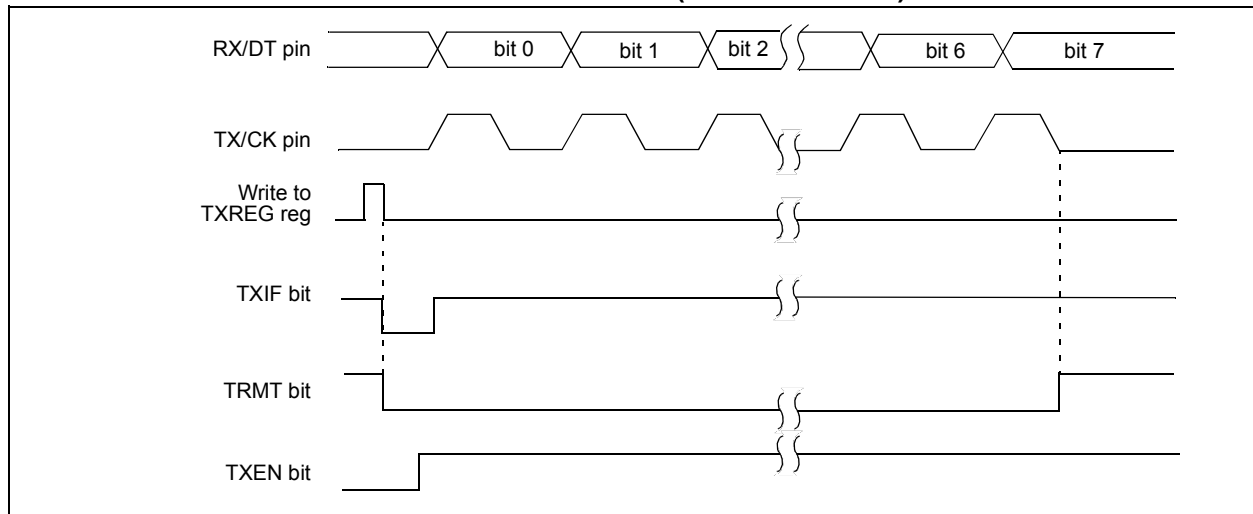 RX/DT pin
bit 0
bit 1
bit 2
bit 6
bit 7
TX/CK pin
Write to
TXREG reg
TXIF bit
TRMT bit
TXEN bit